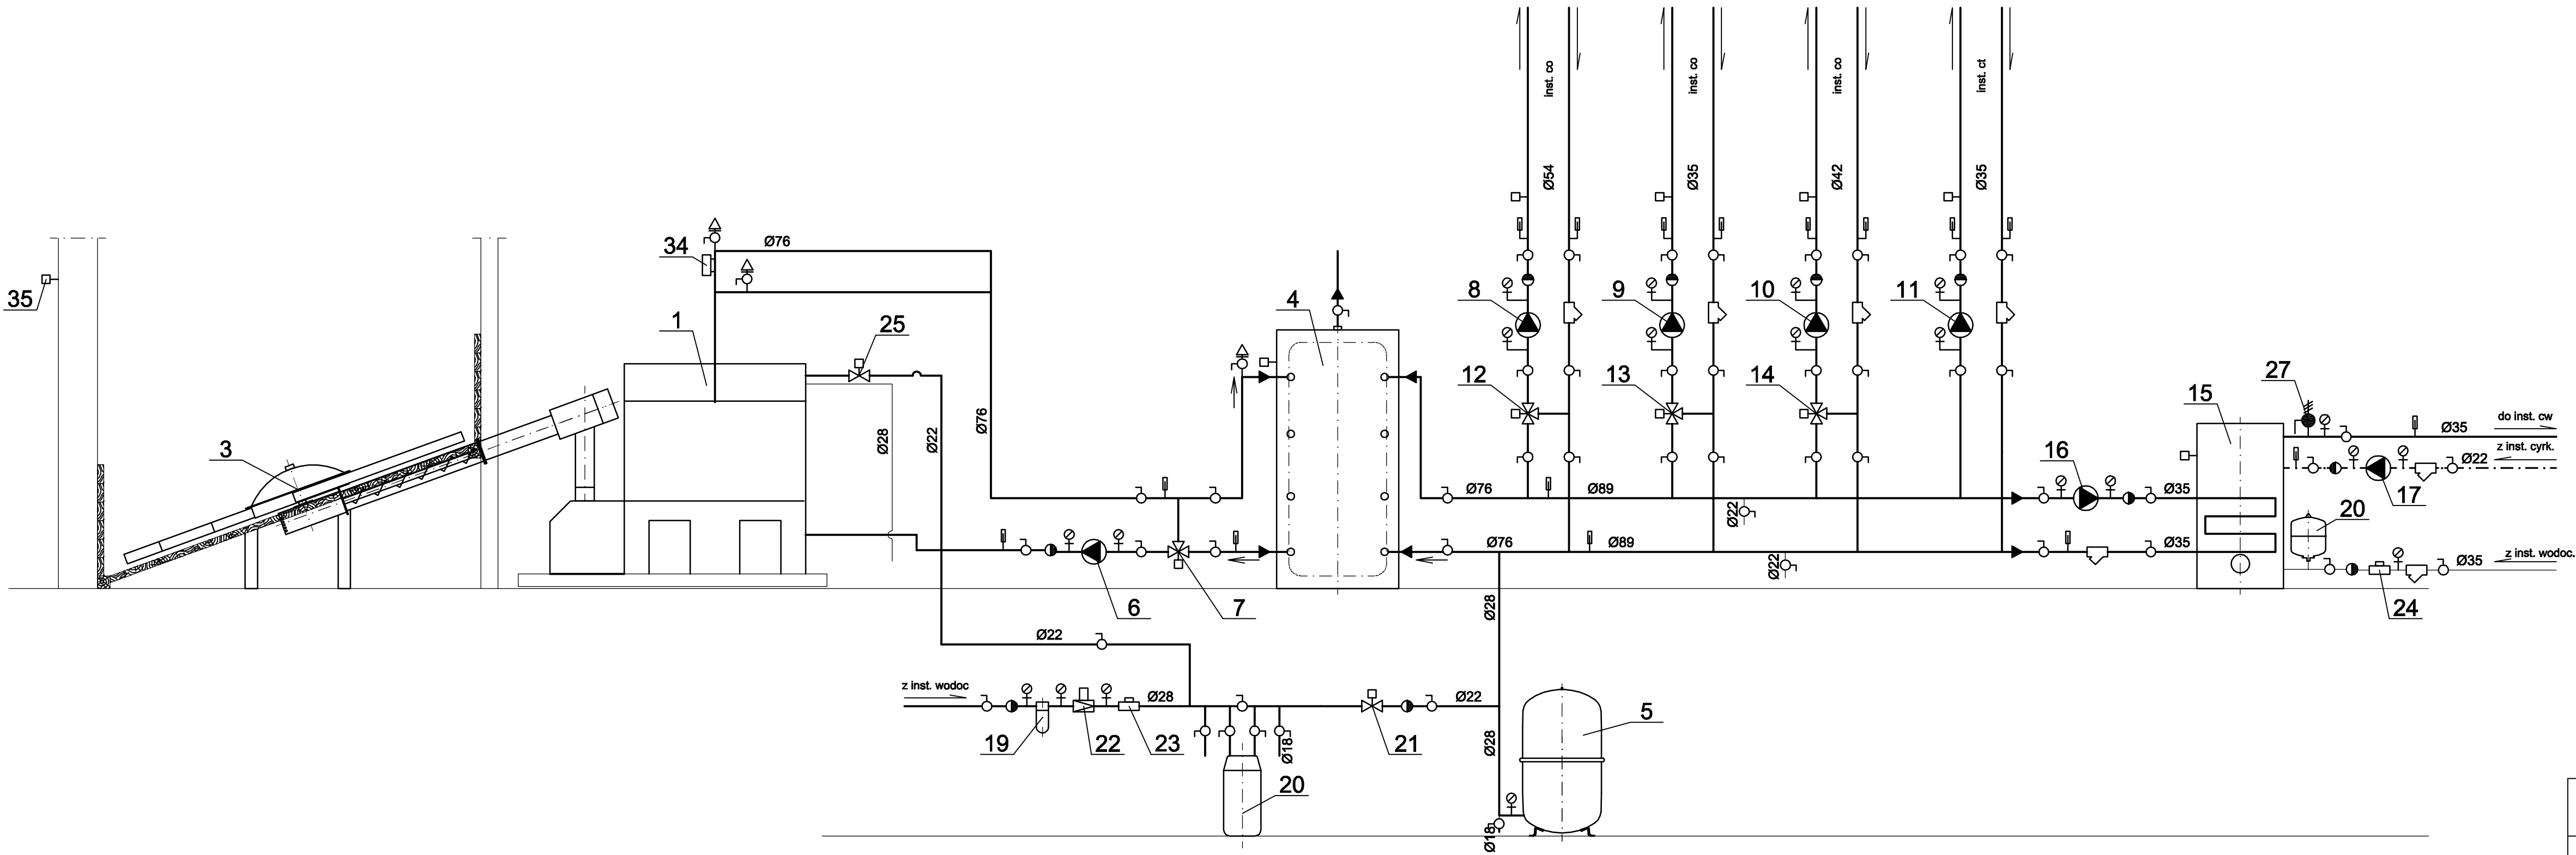 inst. co
inst. co
inst. co
inst. ct
Ø54
Ø35
Ø42
Ø35
34
Ø76
35
8
9
10
11
4
1
25
12
13
14
27
15
do inst. cw
Ø35
z inst. cyrk.
Ø22
3
Ø28
Ø22
Ø76
16
17
Ø76
Ø89
Ø35
Ø22
20
Ø76
Ø89
Ø35
Ø22
z inst. wodoc.
Ø35
6
7
Ø28
24
Ø22
z inst. wodoc
Ø28
Ø22
5
19
22
23
Ø18
21
Ø28
20
Ø18